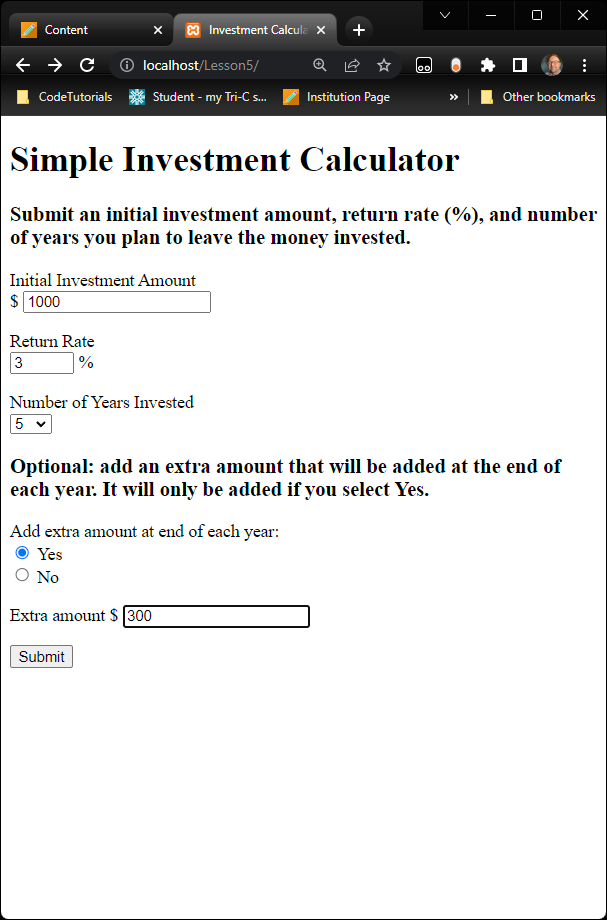 Content
Investment Calcula
localhost/Lesson5/
CodeTutorials
Student - my Tri-C s...
Institution Page
»
Other bookmarks
Simple Investment Calculator
Submit an initial investment amount, return rate (%), and number
of years you plan to leave the money invested.
Initial Investment Amount
$ 1000
Return Rate
3 %
Number of Years Invested
5
Optional: add an extra amount that will be added at the end of
each year. It will only be added if you select Yes.
Add extra amount at end of each year:
Yes
No
Extra amount $ 300
Submit